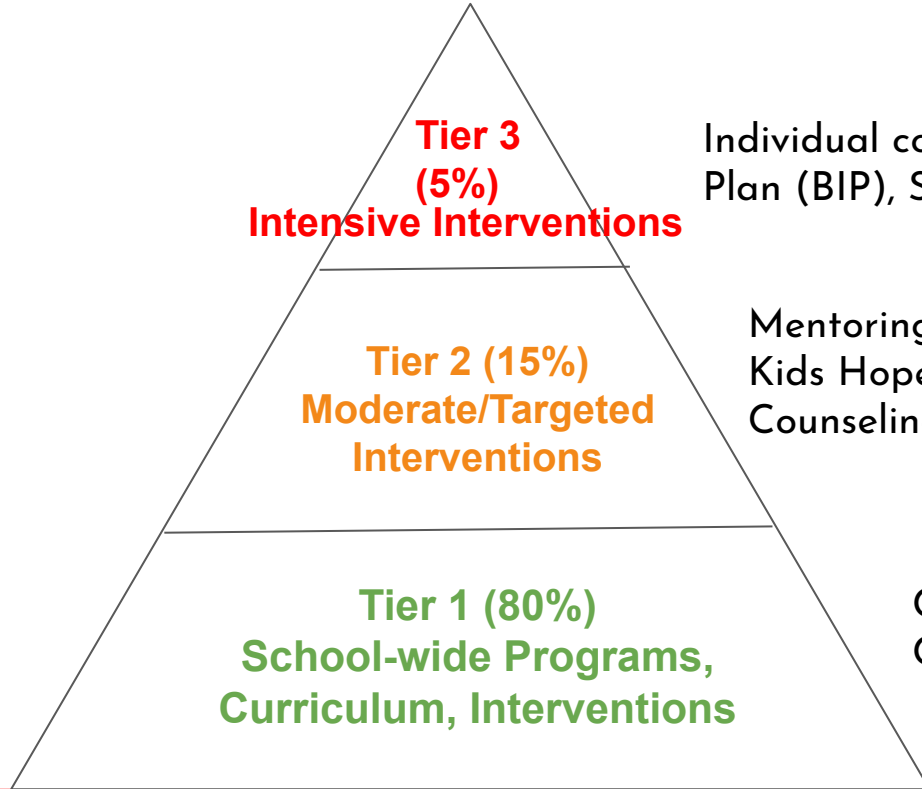 Tier 3
(5%)
Intensive Interventions
Individual
Plan (BIP),
Tier 2 (15%)
Moderate/Targeted
Interventions
Mentoring
Kids Hope
Tier 1 (80%)
School-wide Programs,
Curriculum, Interventions